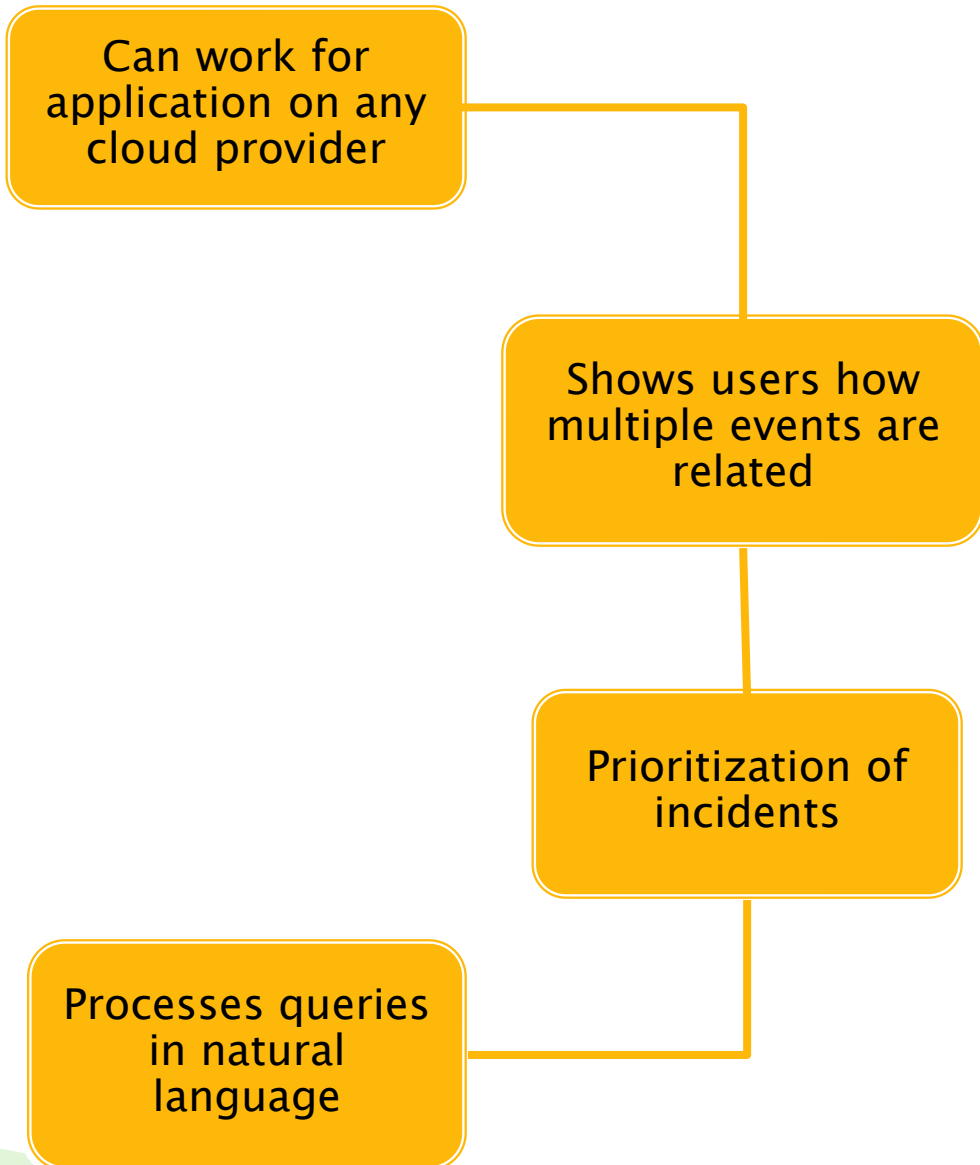 Can work for
application on any
cloud provider
Shows users how
multiple events are
related
Prioritization of
incidents
Processes queries
in natural
language